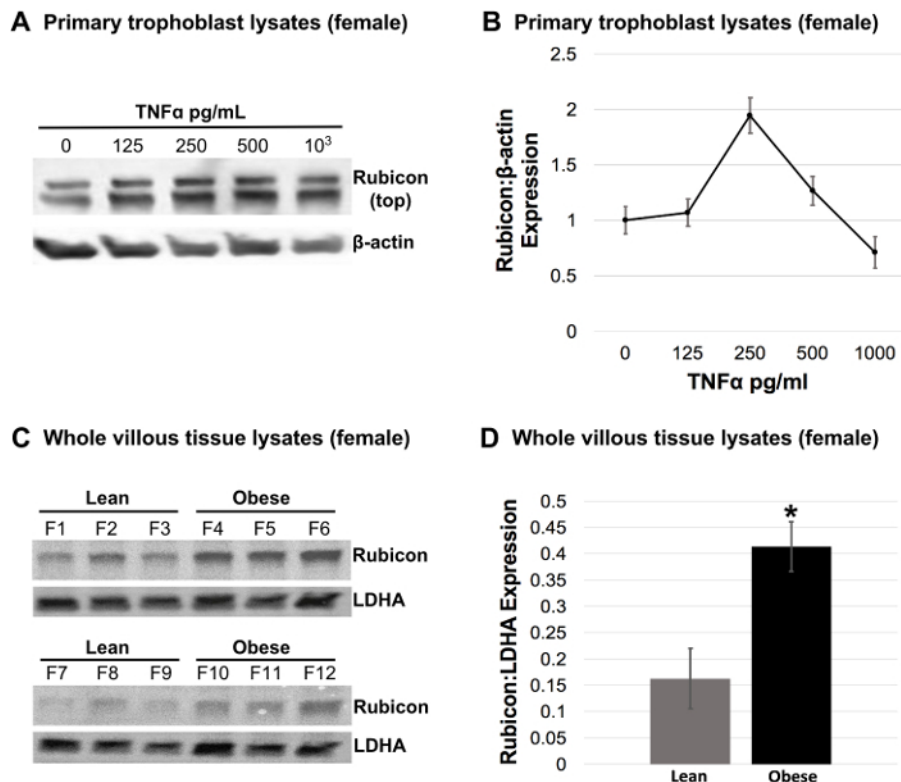 A Primary trophoblast lysates (female)
TNFα pg/mL
0 125 250 500 10³
Rubicon
(top)
β-actin
B Primary trophoblast lysates (female)
Rubicon:β-actin
Expression
2.5
2
1.5
1
0.5
0
0 125 250 500 1000
TNFα pg/ml
C Whole villous tissue lysates (female)
Lean Obese
F1 F2 F3 F4 F5 F6
Rubicon
LDHA
Lean Obese
F7 F8 F9 F10 F11 F12
Rubicon
LDHA
D Whole villous tissue lysates (female)
Rubicon:LDHA Expression
0.5
0.45
0.4
0.35
0.3
0.25
0.2
0.15
0.1
0.05
0
*
Lean Obese